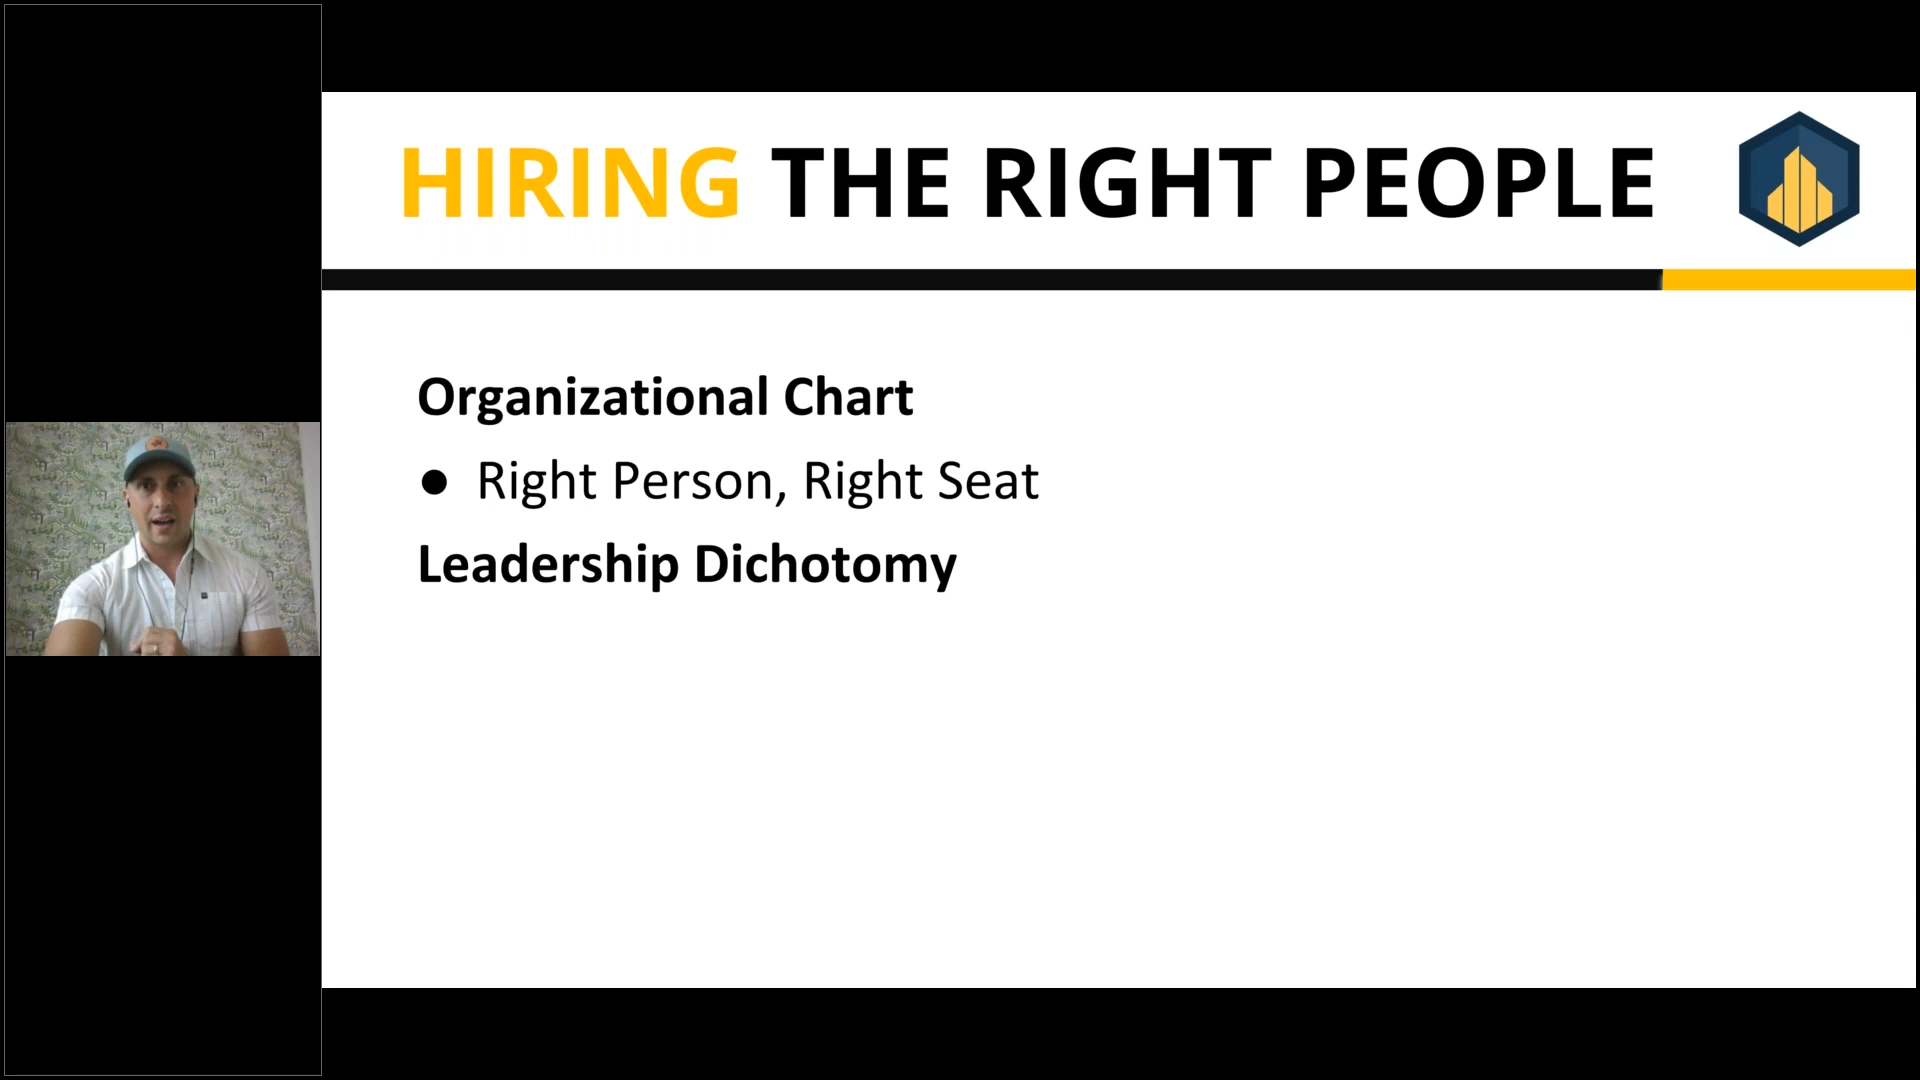 HIRING THE RIGHT PEOPLE
Organizational Chart
● Right Person, Right Seat
Leadership Dichotomy